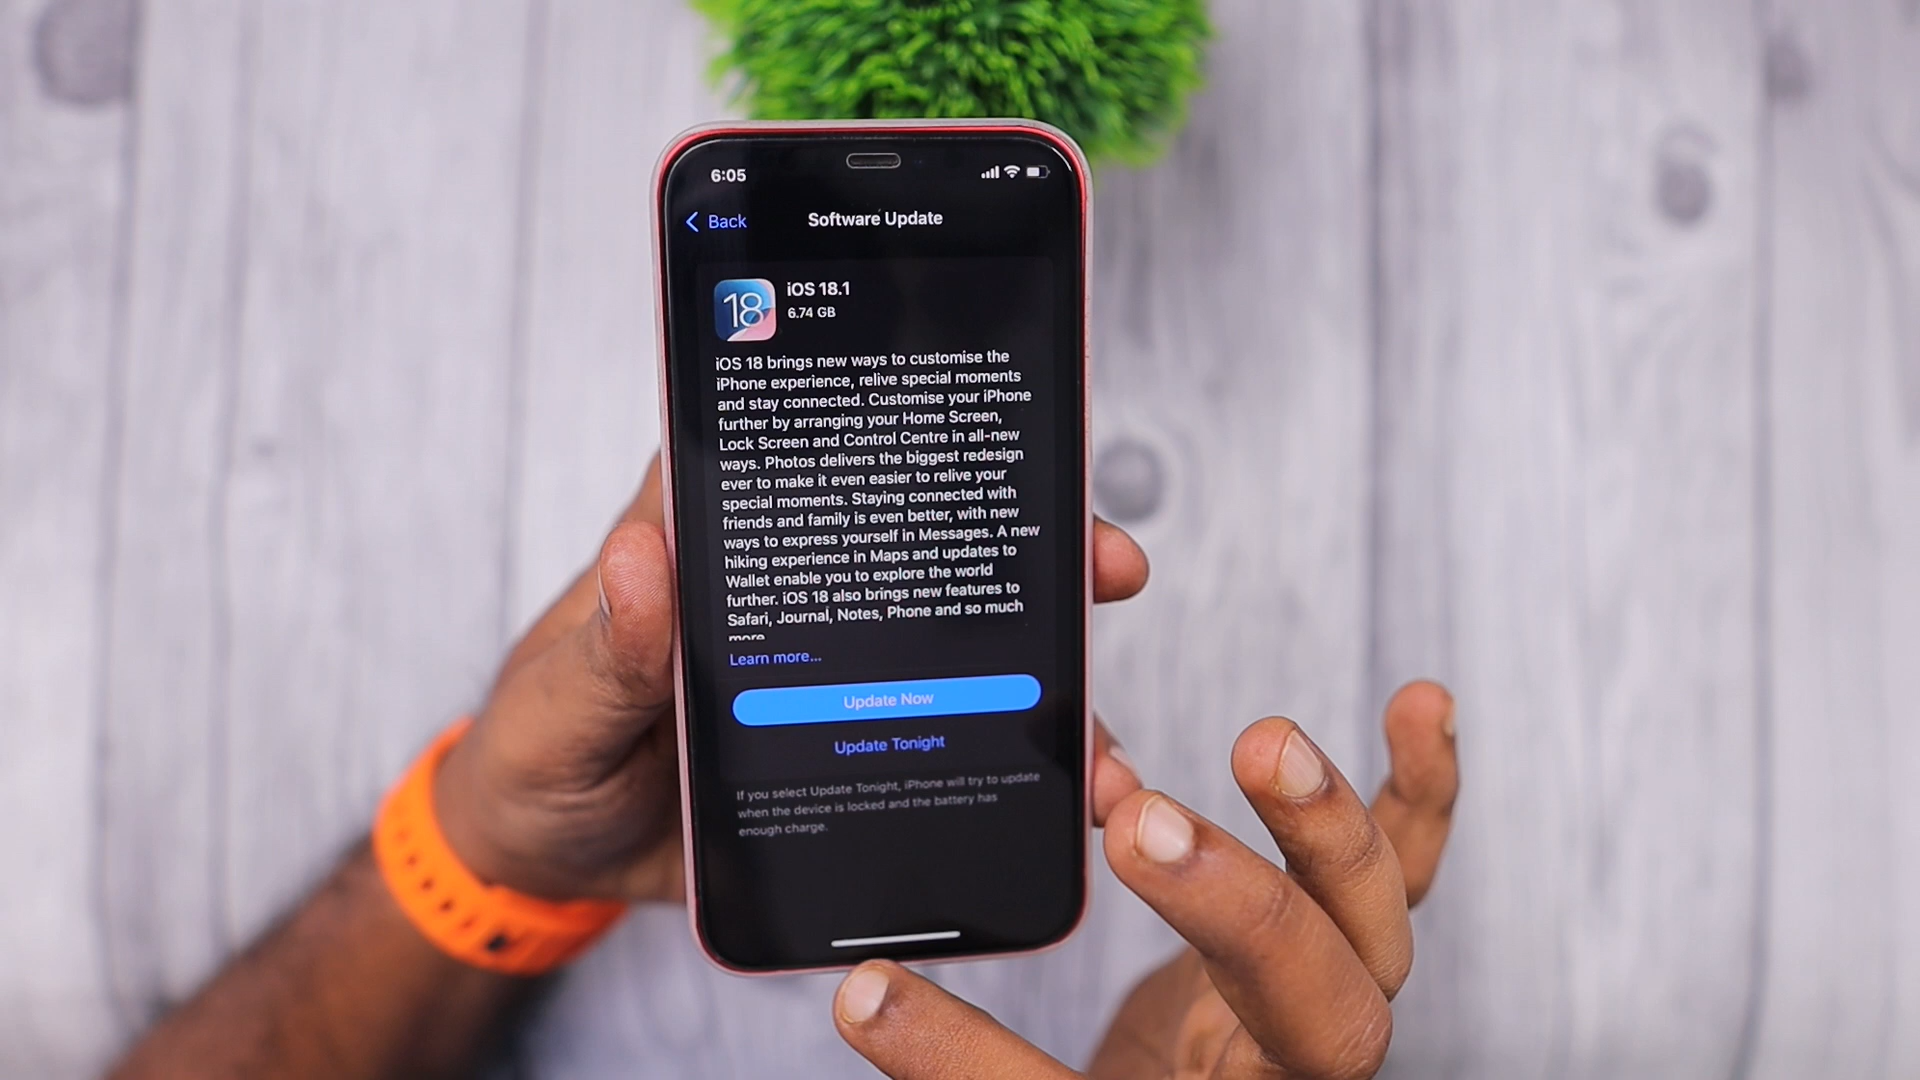 6:05
Back
Software Update
18
iOS 18.1
6.74 GB
iOS 18 brings new ways to customise the
iPhone experience, relive special moments
and stay connected. Customise your iPhone
further by arranging your Home Screen,
Lock Screen and Control Centre in all-new
ways. Photos delivers the biggest redesign
ever to make it even easier to relive your
special moments. Staying connected with
friends and family is even better, with new
ways to express yourself in Messages. A new
hiking experience in Maps and updates to
Wallet enable you to explore the world
further. iOS 18 also brings new features to
Safari, Journal, Notes, Phone and so much
more.
Learn more...
Update Now
Update Tonight
If you select Update Tonight, iPhone will try to update
when the device is locked and the battery has
enough charge.